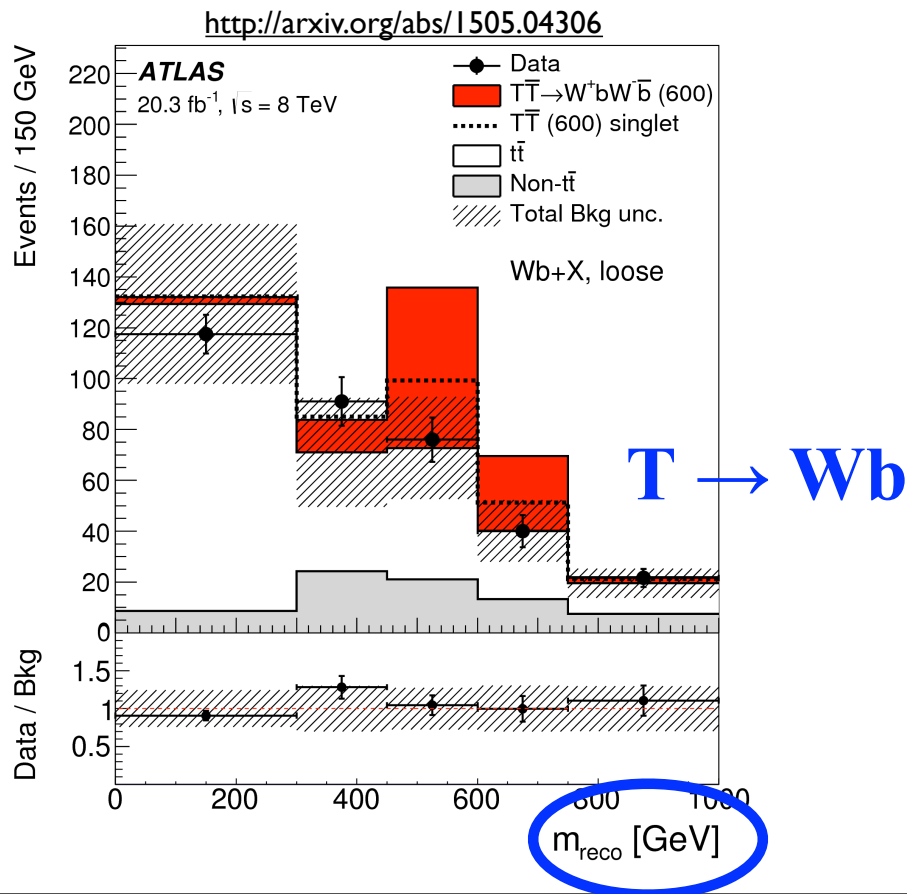 http://arxiv.org/abs/1505.04306
Events / 150 GeV
220
200
180
160
140
120
100
80
60
40
20
0
ATLAS
20.3 fb⁻¹, √s = 8 TeV
Data
TT̅→W⁺bW⁻b̅ (600)
TT̅ (600) singlet
tt̅
Non-tt̅
Total Bkg unc.
Wb+X, loose
T → Wb
Data / Bkg
1.5
1
0.5
0 200 400 600 800 1000
m_reco [GeV]